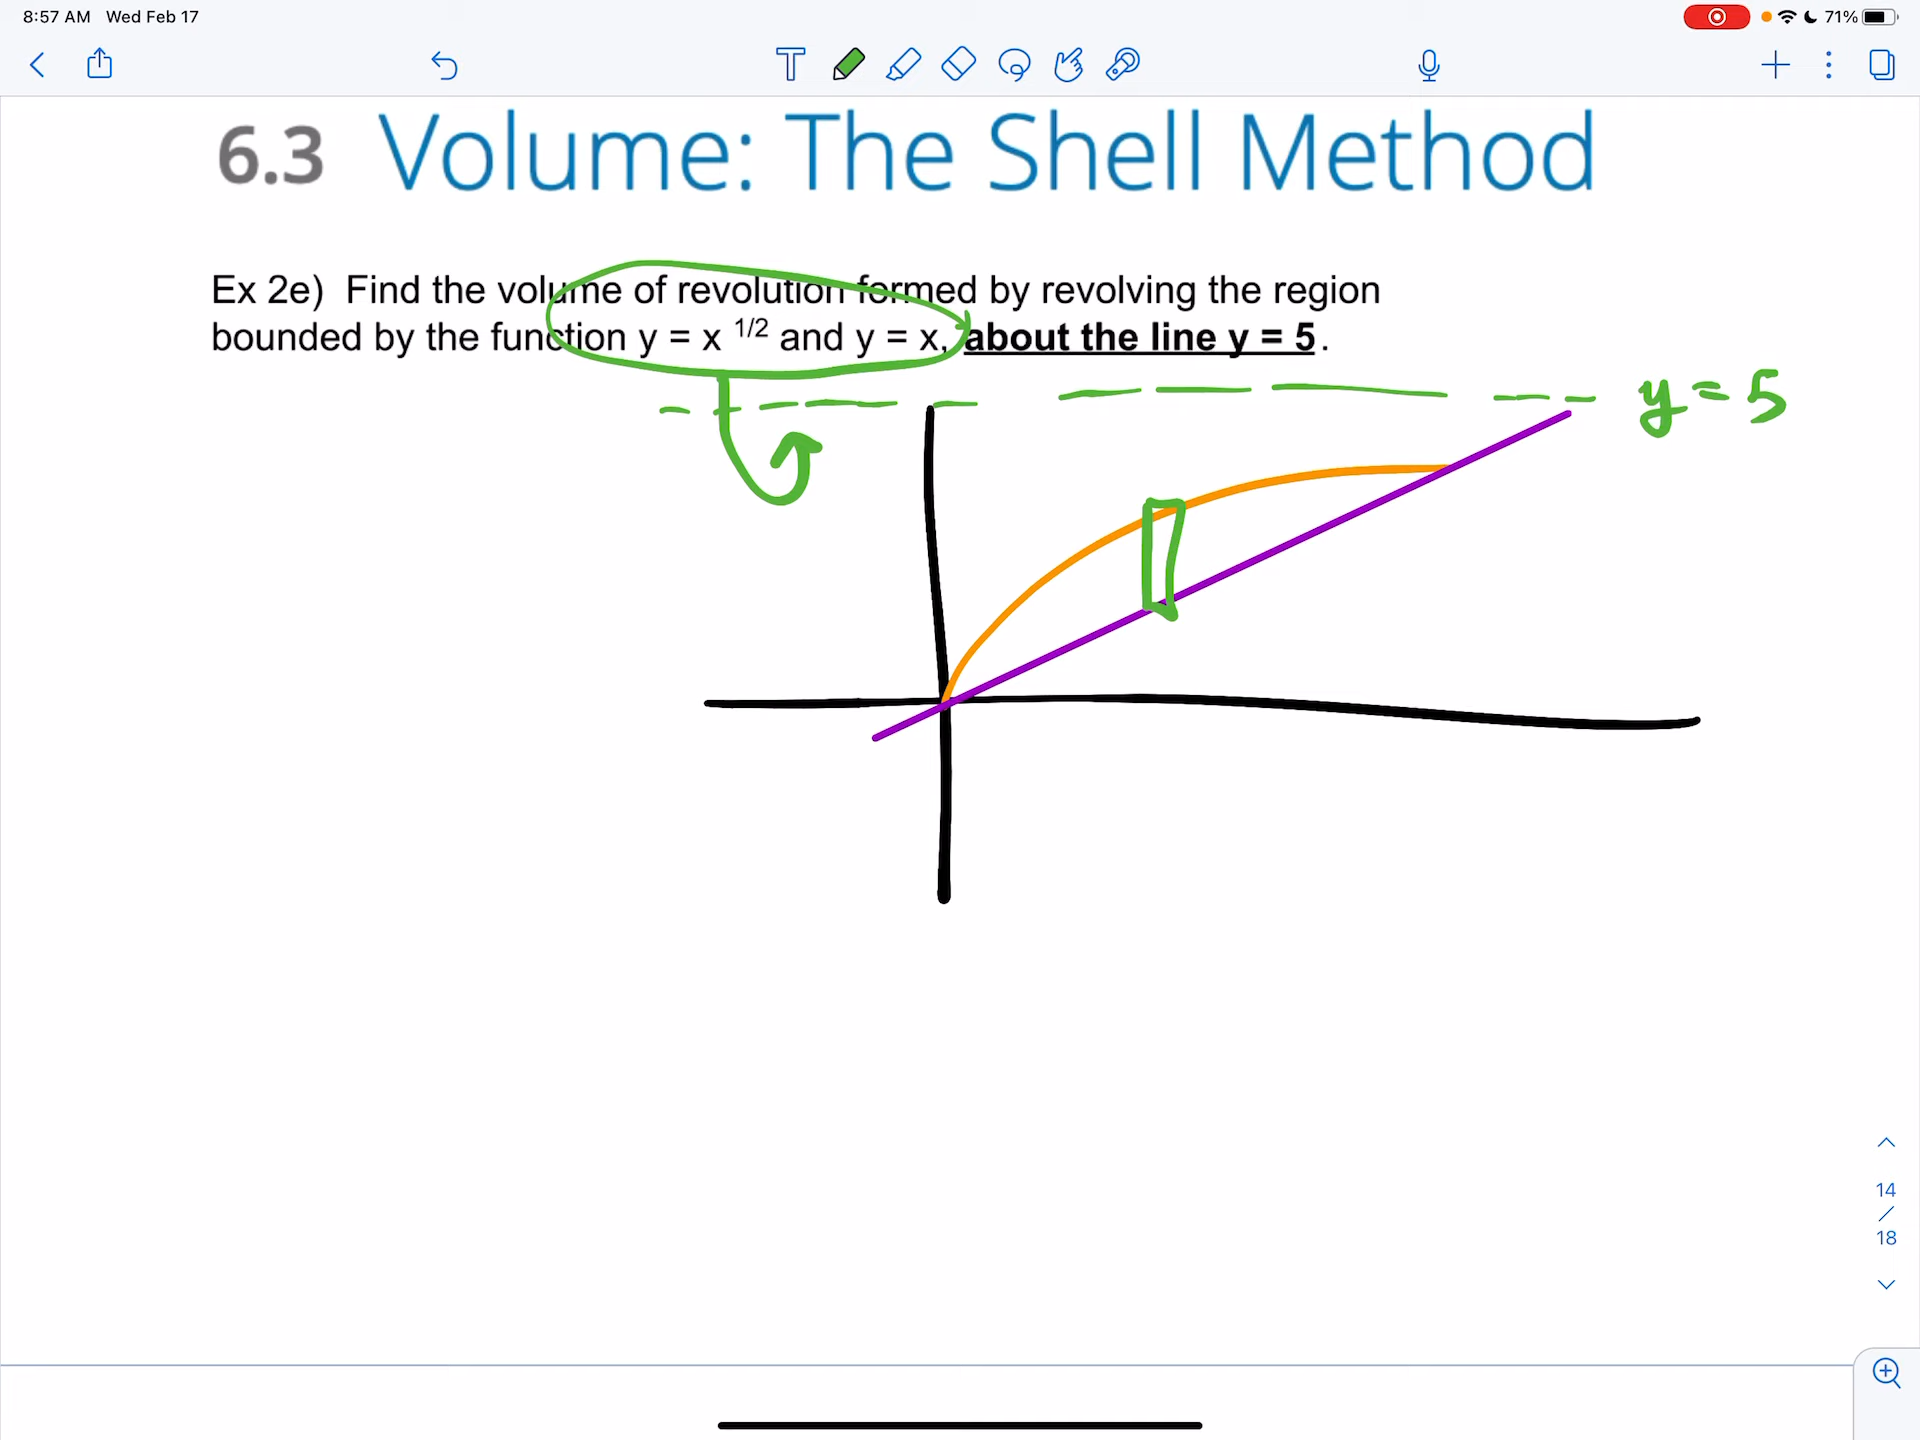 8:57 AM Wed Feb 17
71%
T
6.3 Volume: The Shell Method
Ex 2e) Find the volume of revolution formed by revolving the region
bounded by the function y = x 1/2 and y = x, about the line y = 5.
y = 5
14
/
18